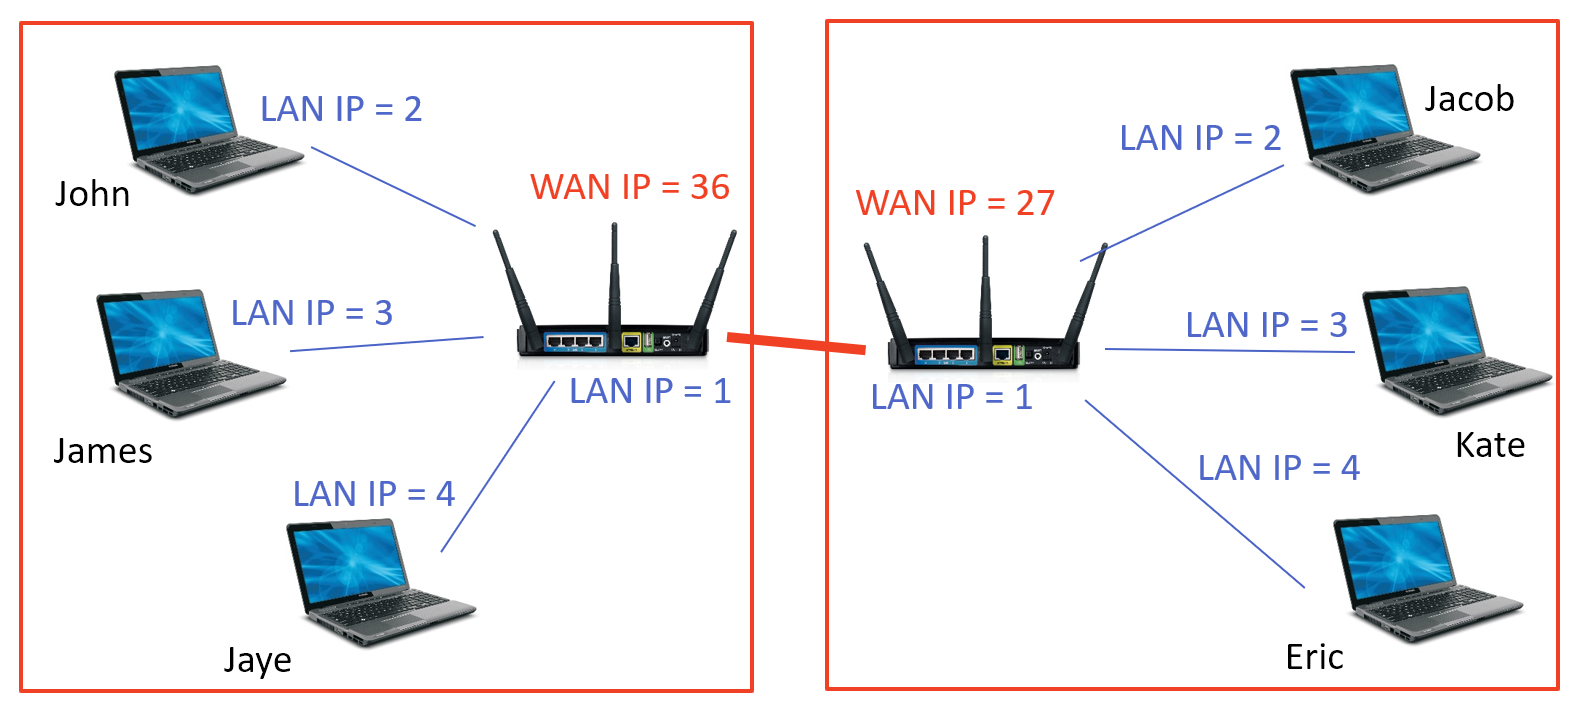 LAN IP = 2
John
WAN IP = 36
LAN IP = 3
James
LAN IP = 1
LAN IP = 4
Jaye
Jacob
LAN IP = 2
WAN IP = 27
LAN IP = 3
LAN IP = 1
Kate
LAN IP = 4
Eric